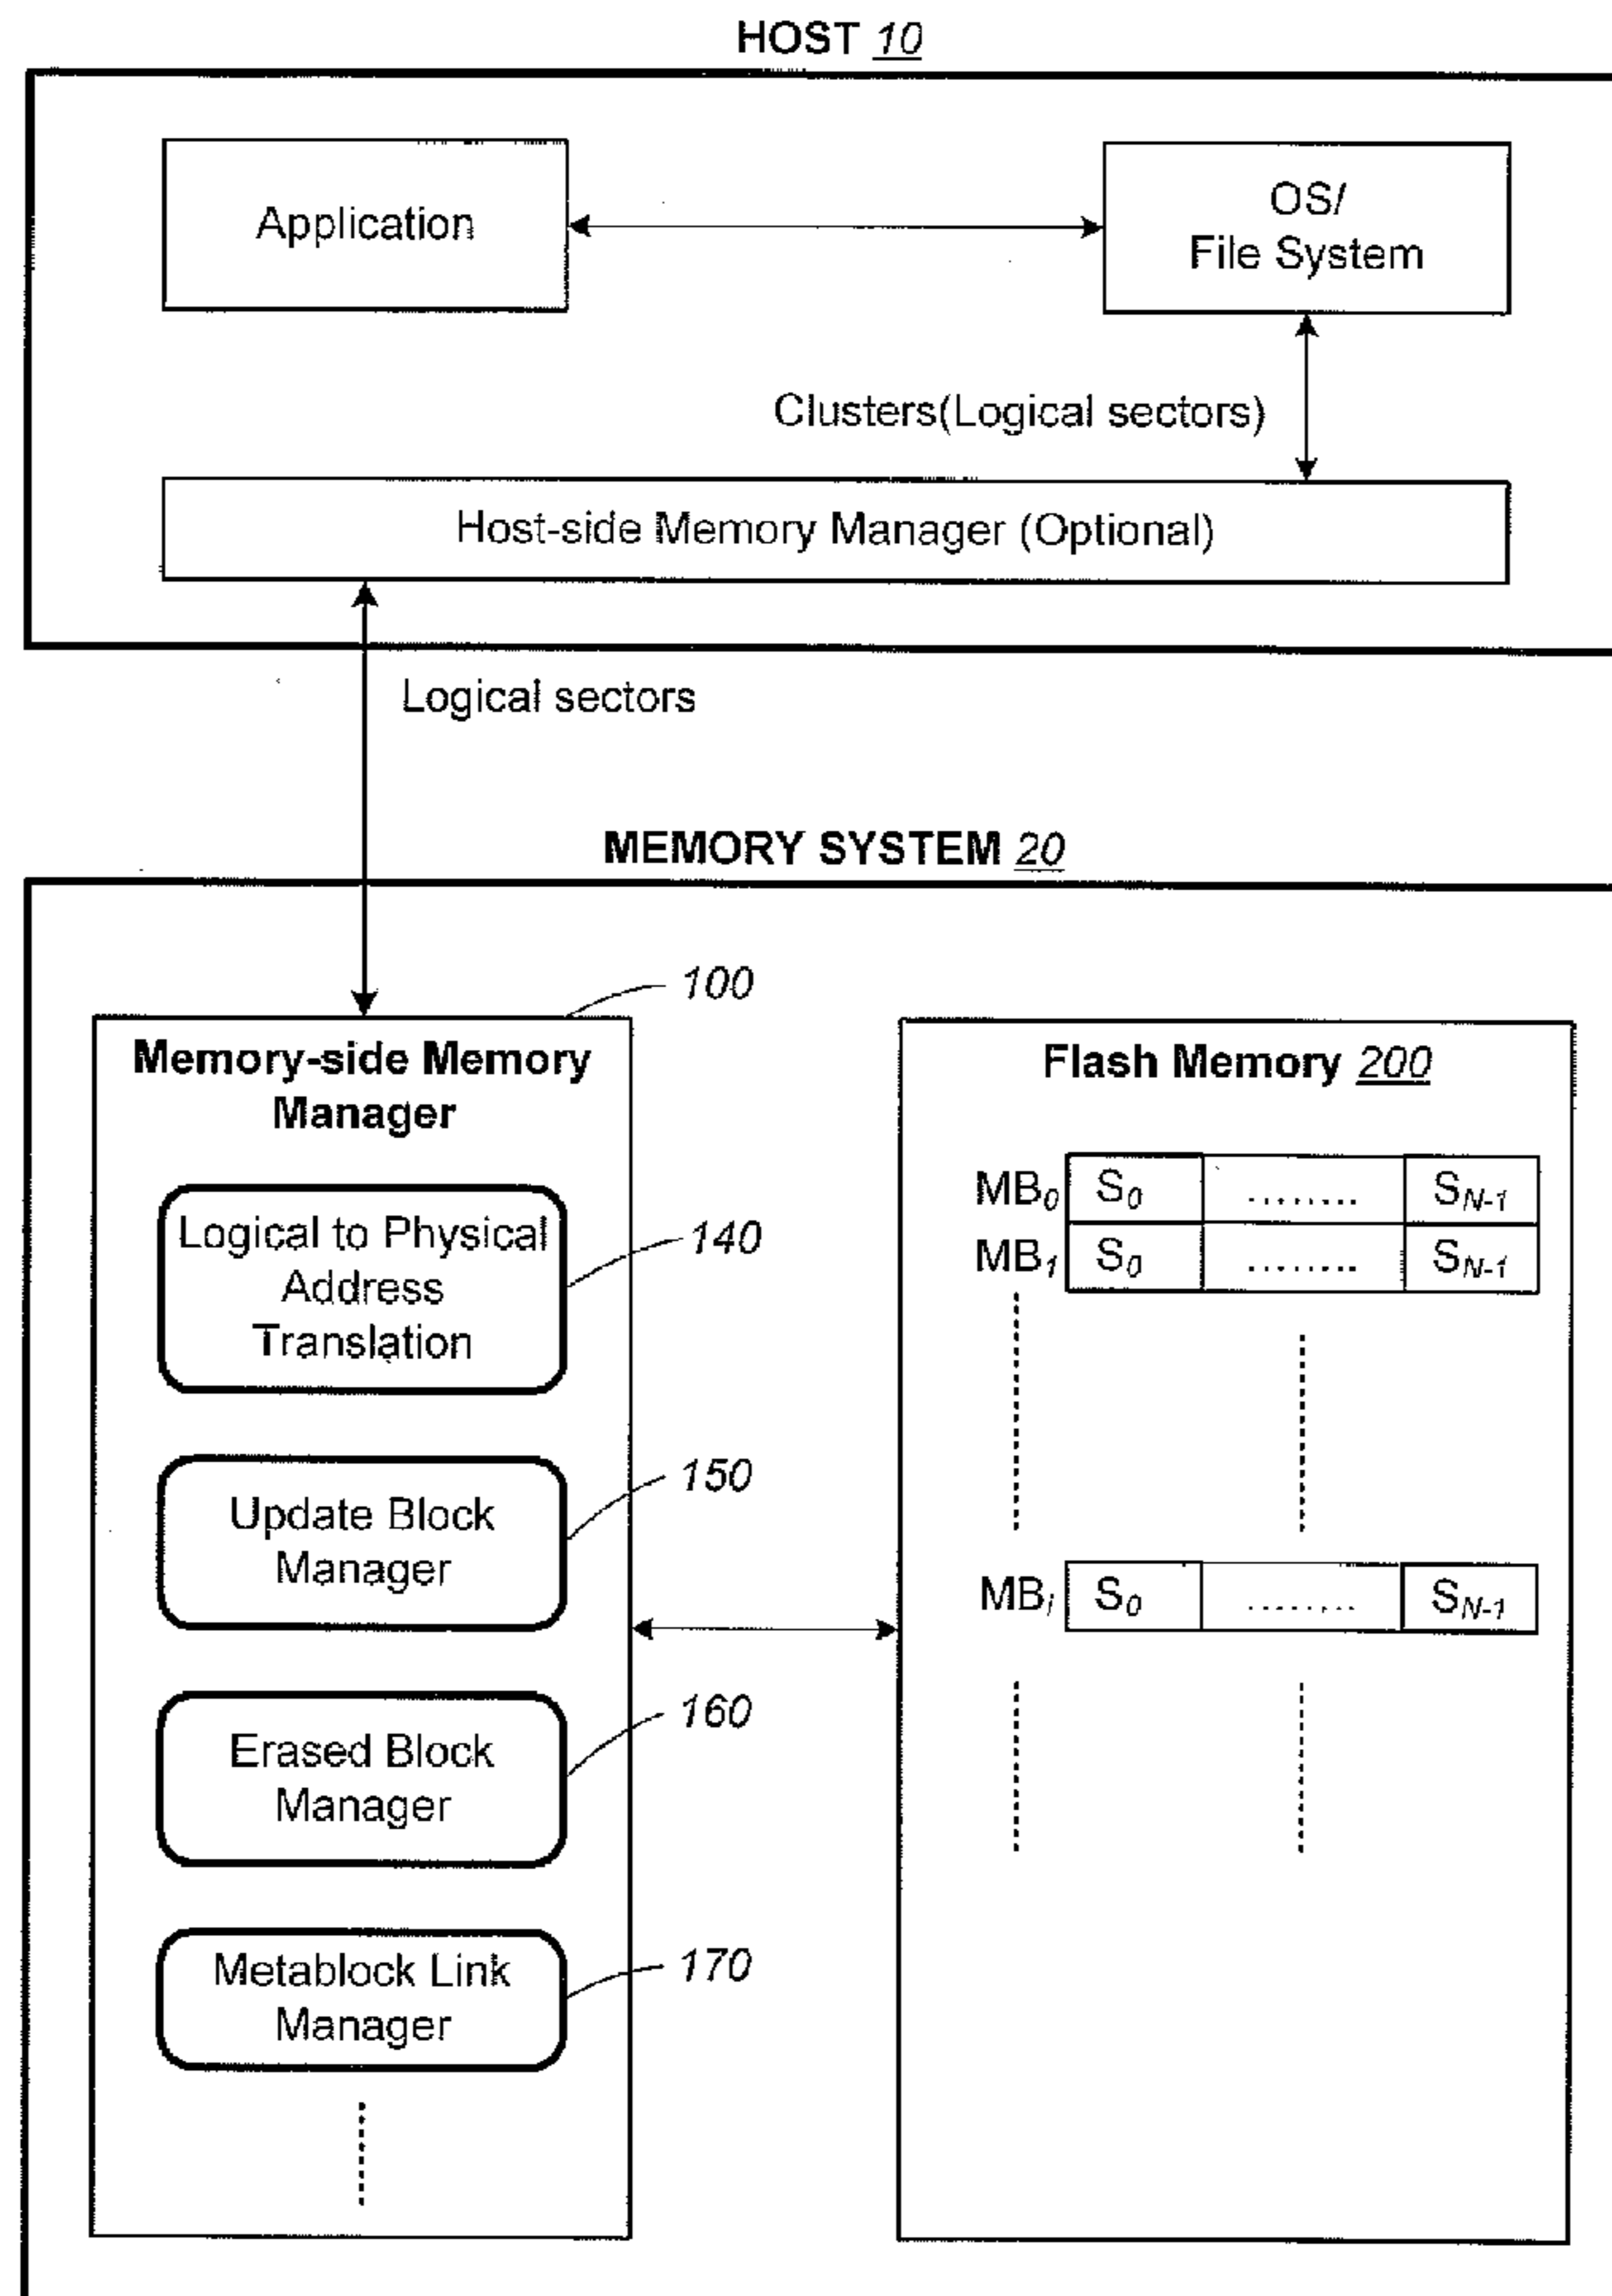 HOST 10
Application
OS/
File System
Clusters(Logical sectors)
Host-side Memory Manager (Optional)
Logical sectors
MEMORY SYSTEM 20
100
Memory-side Memory
Manager
Logical to Physical
Address
Translation
140
Update Block
Manager
150
Erased Block
Manager
160
Metablock Link
Manager
170
Flash Memory 200
MB0 S0 ........ SN-1
MB1 S0 ........ SN-1
MBi S0 ........ SN-1